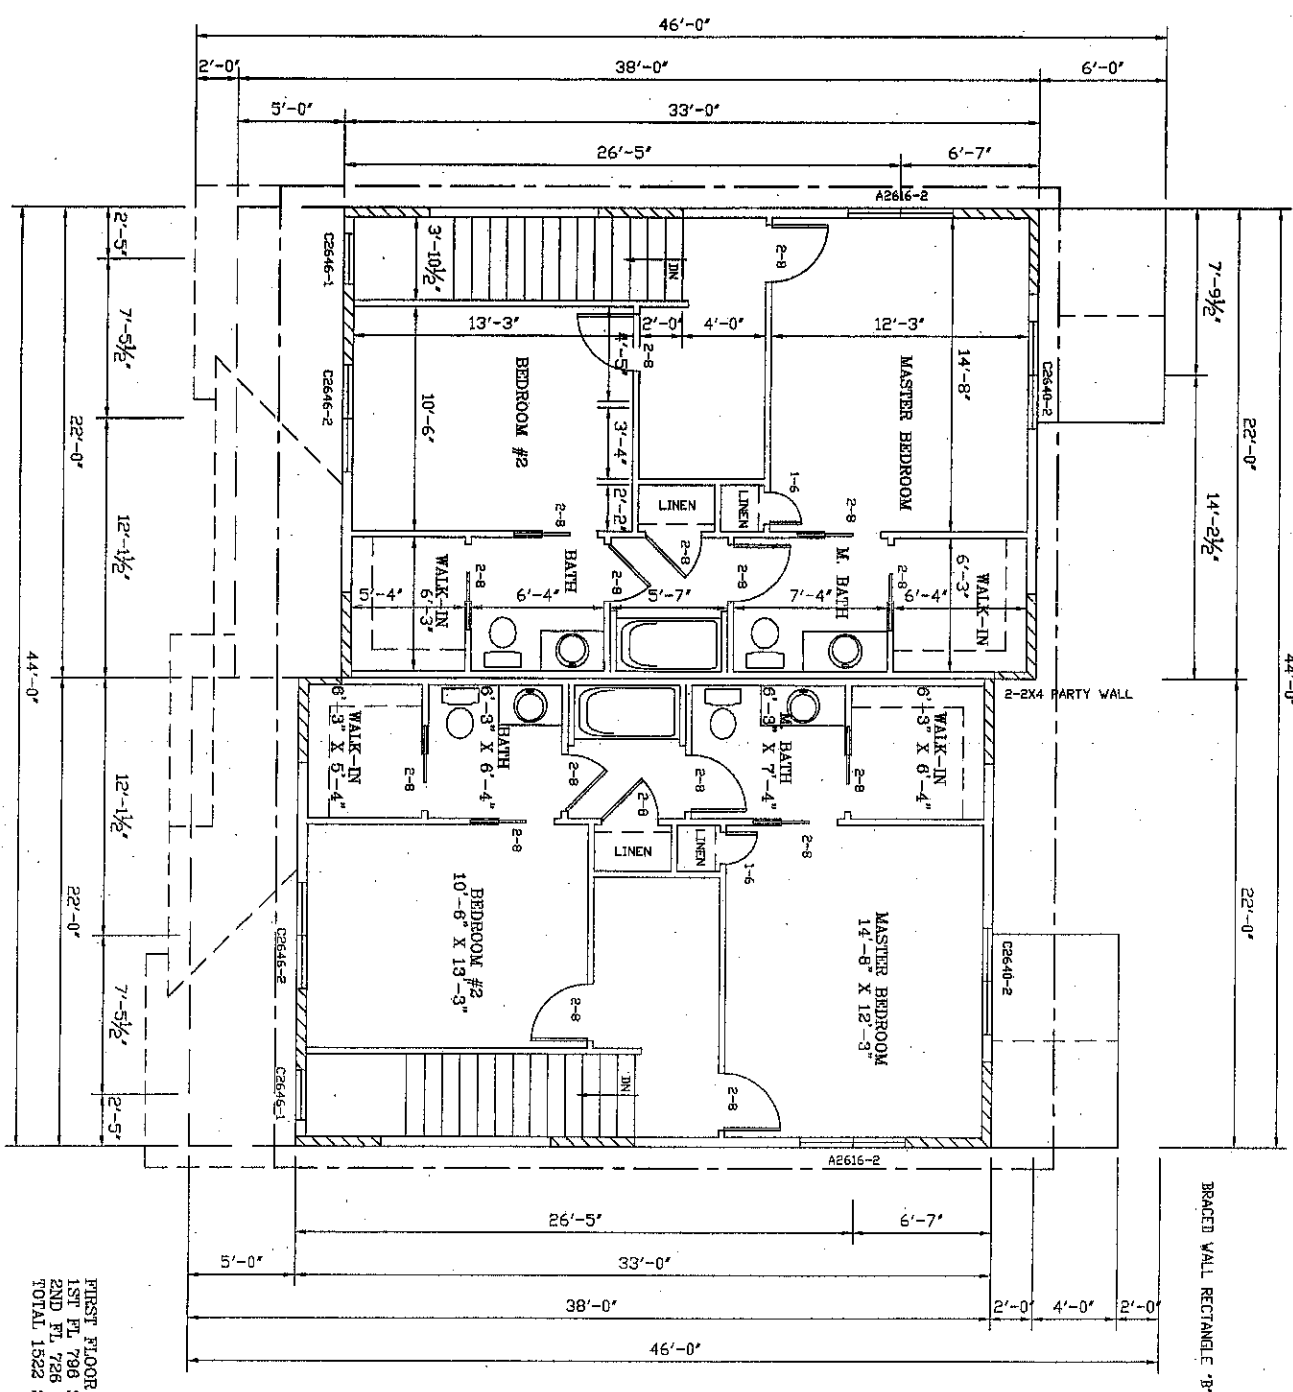 46'-0"
2'-0"
38'-0"
6'-0"
5'-0"
33'-0"
26'-5"
6'-7"
A2616-2
44'-0"
22'-0"
2'-5"
7'-5½"
12'-1½"
C2646-1
C2646-2
3'-10½"
DN
2-8
13'-3"
4'-5"
2'-0"
4'-0"
12'-3"
2-8
BEDROOM #2
10'-6"
3'-4"
2'-2"
MASTER BEDROOM
14'-8"
C2640-2
7'-9½"
14'-2½"
22'-0"
44'-0"
LINEN
LINEN
1-6
2-8
2-8
WALK-IN
6'-3"
5'-4"
2-8
BATH
6'-4"
2-8
2-8
5'-7"
2-8
M. BATH
7'-4"
2-8
WALK-IN
6'-3"
6'-4"
2-2X4 PARTY WALL
WALK-IN
6'-3" X 5'-4"
2-8
BATH
6'-3" X 6'-4"
2-8
2-8
2-8
M. BATH
6'-3" X 7'-4"
2-8
WALK-IN
6'-3" X 6'-4"
2-8
LINEN
LINEN
1-6
2-8
BEDROOM #2
10'-6" X 13'-3"
2-8
MASTER BEDROOM
14'-8" X 12'-3"
C2640-2
C2646-2
C2646-1
DN
2-8
A2616-2
12'-1½"
22'-0"
7'-5½"
2'-5"
22'-0"
26'-5"
6'-7"
5'-0"
33'-0"
38'-0"
2'-0"
4'-0"
2'-0"
46'-0"
BRACED WALL RECTANGLE "B"
FIRST FLOOR
1ST FL 796
2ND FL 726
TOTAL 1522